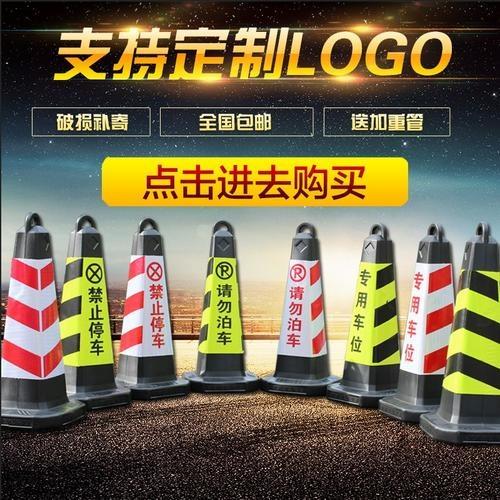 支持定制LOGO
破损补寄
全国包邮
送加重管
点击进去购买
禁止停车
禁止停车
请勿泊车
请勿泊车
专用车位
专用车位